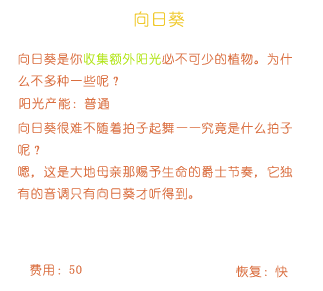 向日葵
向日葵是你收集额外阳光必不可少的植物。为什
么不多种一些呢？
阳光产能：普通
向日葵很难不随着拍子起舞——究竟是什么拍子
呢？
嗯，这是大地母亲那赐予生命的爵士节奏，它独
有的音调只有向日葵才听得到。
费用：50
恢复：快